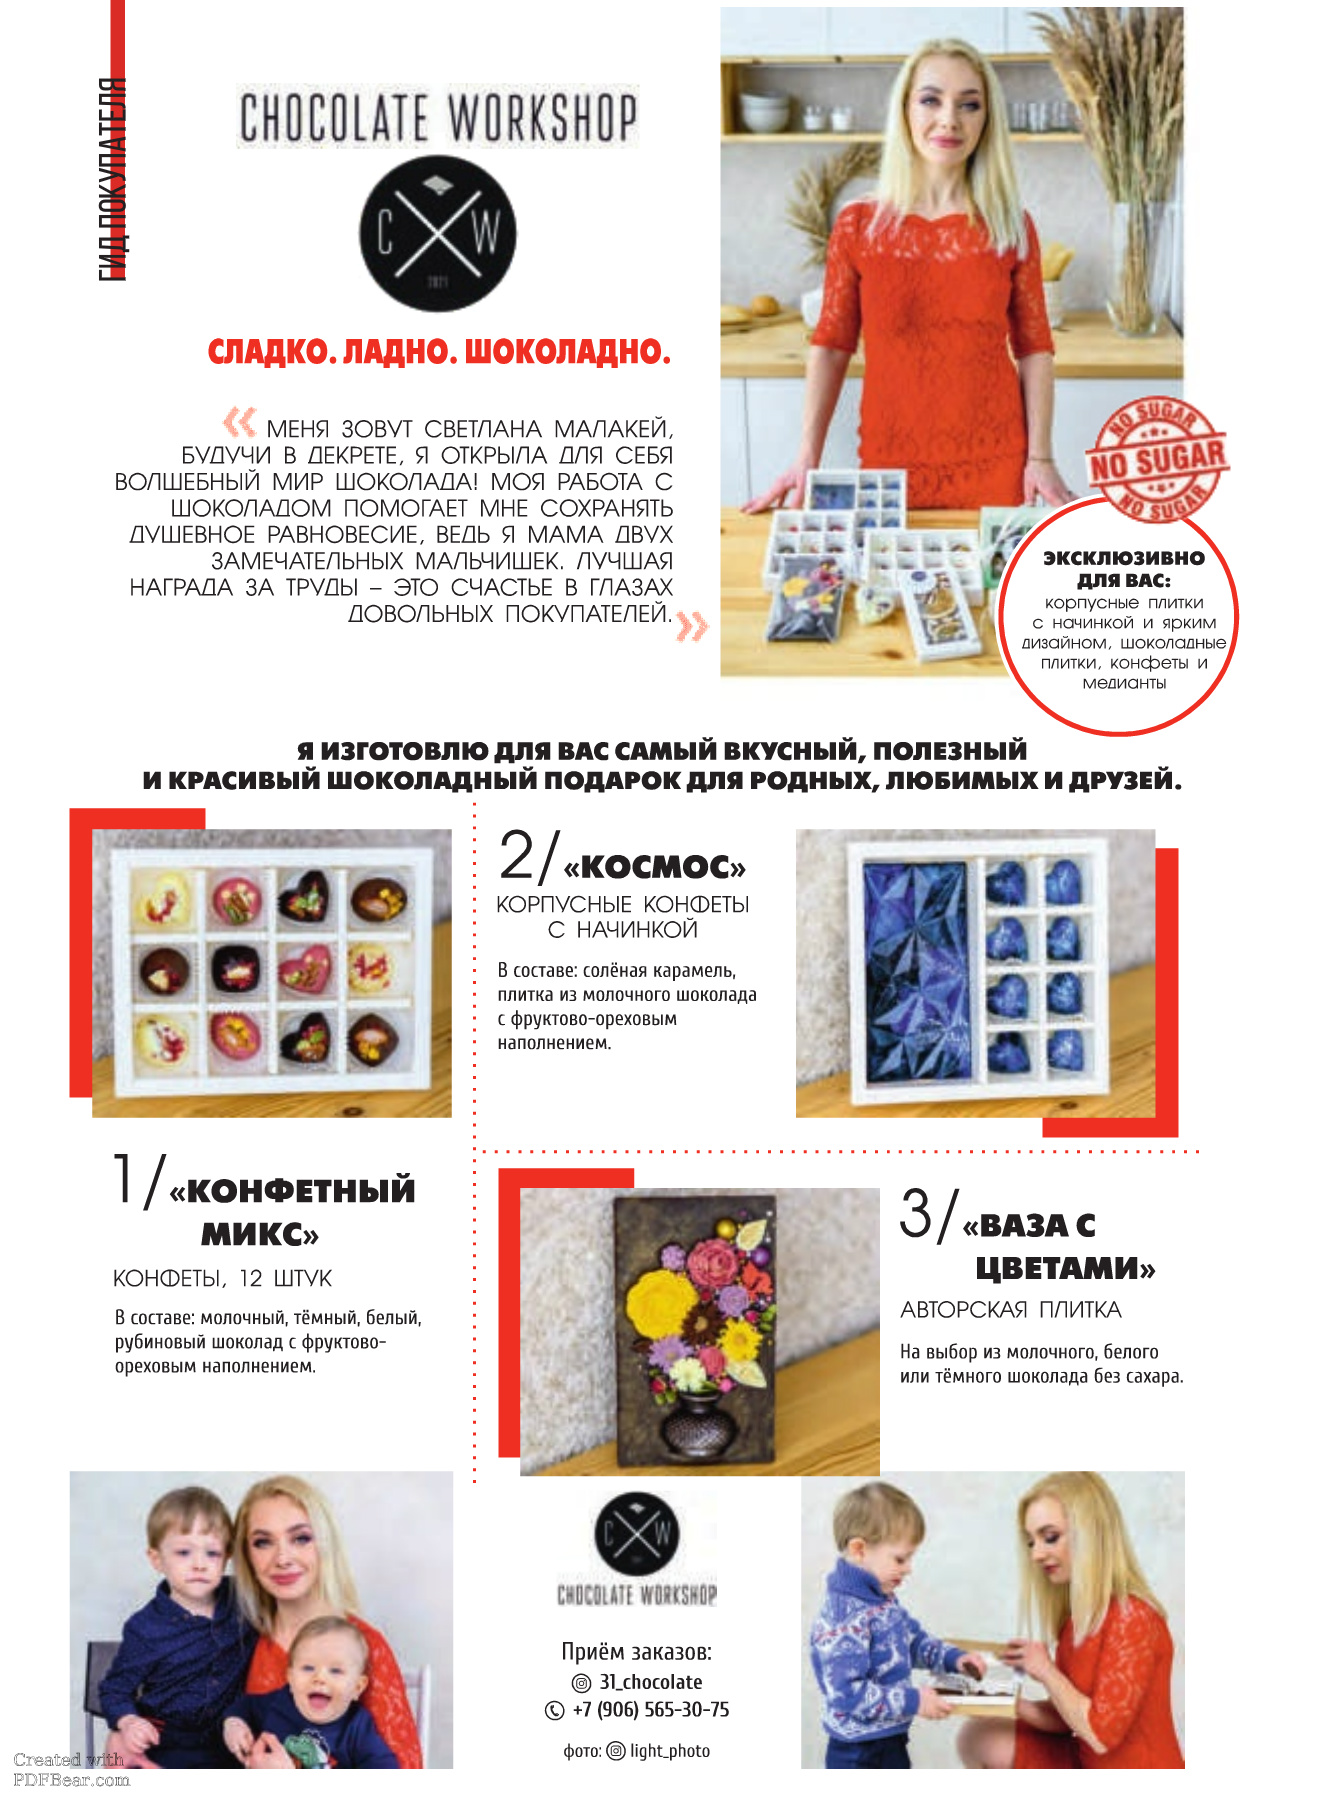 ГИД ПОКУПАТЕЛЯ
CHOCOLATE WORKSHOP
C W
2021
СЛАДКО. ЛАДНО. ШОКОЛАДНО.
« МЕНЯ ЗОВУТ СВЕТЛАНА МАЛАКЕЙ,
БУДУЧИ В ДЕКРЕТЕ, Я ОТКРЫЛА ДЛЯ СЕБЯ
ВОЛШЕБНЫЙ МИР ШОКОЛАДА! МОЯ РАБОТА С
ШОКОЛАДОМ ПОМОГАЕТ МНЕ СОХРАНЯТЬ
ДУШЕВНОЕ РАВНОВЕСИЕ, ВЕДЬ Я МАМА ДВУХ
ЗАМЕЧАТЕЛЬНЫХ МАЛЬЧИШЕК. ЛУЧШАЯ
НАГРАДА ЗА ТРУДЫ – ЭТО СЧАСТЬЕ В ГЛАЗАХ
ДОВОЛЬНЫХ ПОКУПАТЕЛЕЙ. »
NO SUGAR
NO SUGAR
NO SUGAR
ЭКСКЛЮЗИВНО
ДЛЯ ВАС:
корпусные плитки
с начинкой и ярким
дизайном, шоколадные
плитки, конфеты и
медианты
Я ИЗГОТОВЛЮ ДЛЯ ВАС САМЫЙ ВКУСНЫЙ, ПОЛЕЗНЫЙ
И КРАСИВЫЙ ШОКОЛАДНЫЙ ПОДАРОК ДЛЯ РОДНЫХ, ЛЮБИМЫХ И ДРУЗЕЙ.
1/ «КОНФЕТНЫЙ
МИКС»
КОНФЕТЫ, 12 ШТУК
В составе: молочный, тёмный, белый,
рубиновый шоколад с фруктово-
ореховым наполнением.
2/ «КОСМОС»
КОРПУСНЫЕ КОНФЕТЫ
С НАЧИНКОЙ
В составе: солёная карамель,
плитка из молочного шоколада
с фруктово-ореховым
наполнением.
3/ «ВАЗА С
ЦВЕТАМИ»
АВТОРСКАЯ ПЛИТКА
На выбор из молочного, белого
или тёмного шоколада без сахара.
C W
CHOCOLATE WORKSHOP
Приём заказов:
31_chocolate
+7 (906) 565-30-75
фото: light_photo
Created with
PDFBear.com